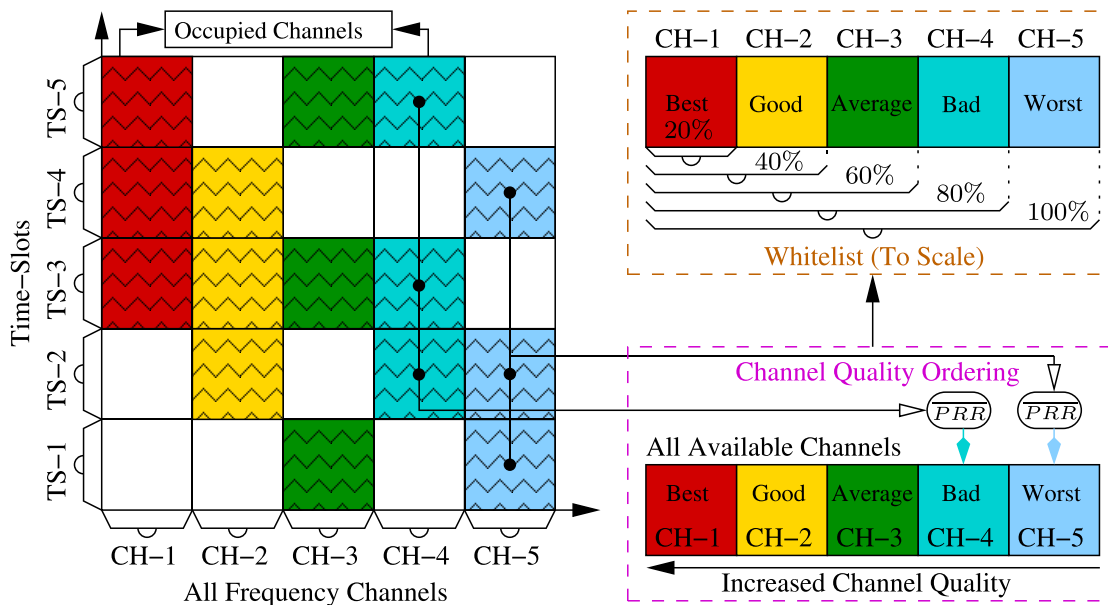 Occupied Channels
Time−Slots
TS−5
TS−4
TS−3
TS−2
TS−1
CH−1 CH−2 CH−3 CH−4 CH−5
All Frequency Channels
CH−1 CH−2 CH−3 CH−4 CH−5
Best Good Average Bad Worst
20%
40%
60%
80%
100%
Whitelist (To Scale)
Channel Quality Ordering
PRR PRR
All Available Channels
Best Good Average Bad Worst
CH−1 CH−2 CH−3 CH−4 CH−5
Increased Channel Quality